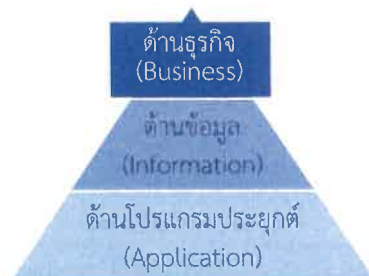 ด้านธุรกิจ
(Business)
ด้านข้อมูล
(Information)
ด้านโปรแกรมประยุกต์
(Application)